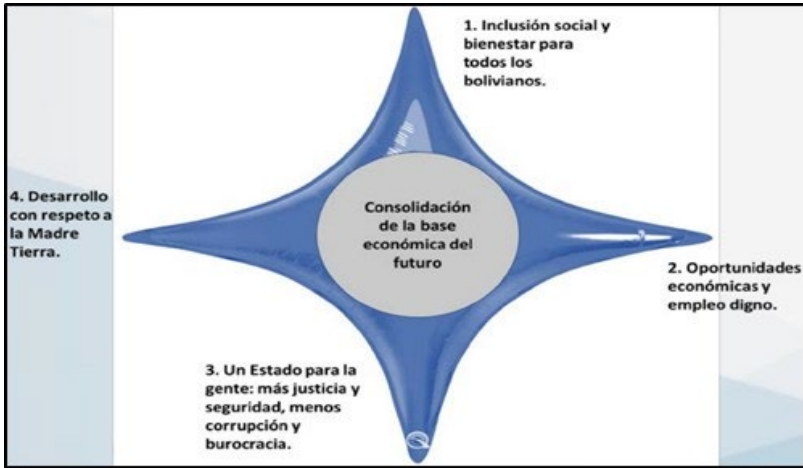 1. Inclusión social y
bienestar para
todos los
bolivianos.
4. Desarrollo
con respeto a
la Madre
Tierra.
Consolidación
de la base
económica del
futuro
2. Oportunidades
económicas y
empleo digno.
3. Un Estado para la
gente: más justicia y
seguridad, menos
corrupción y
burocracia.